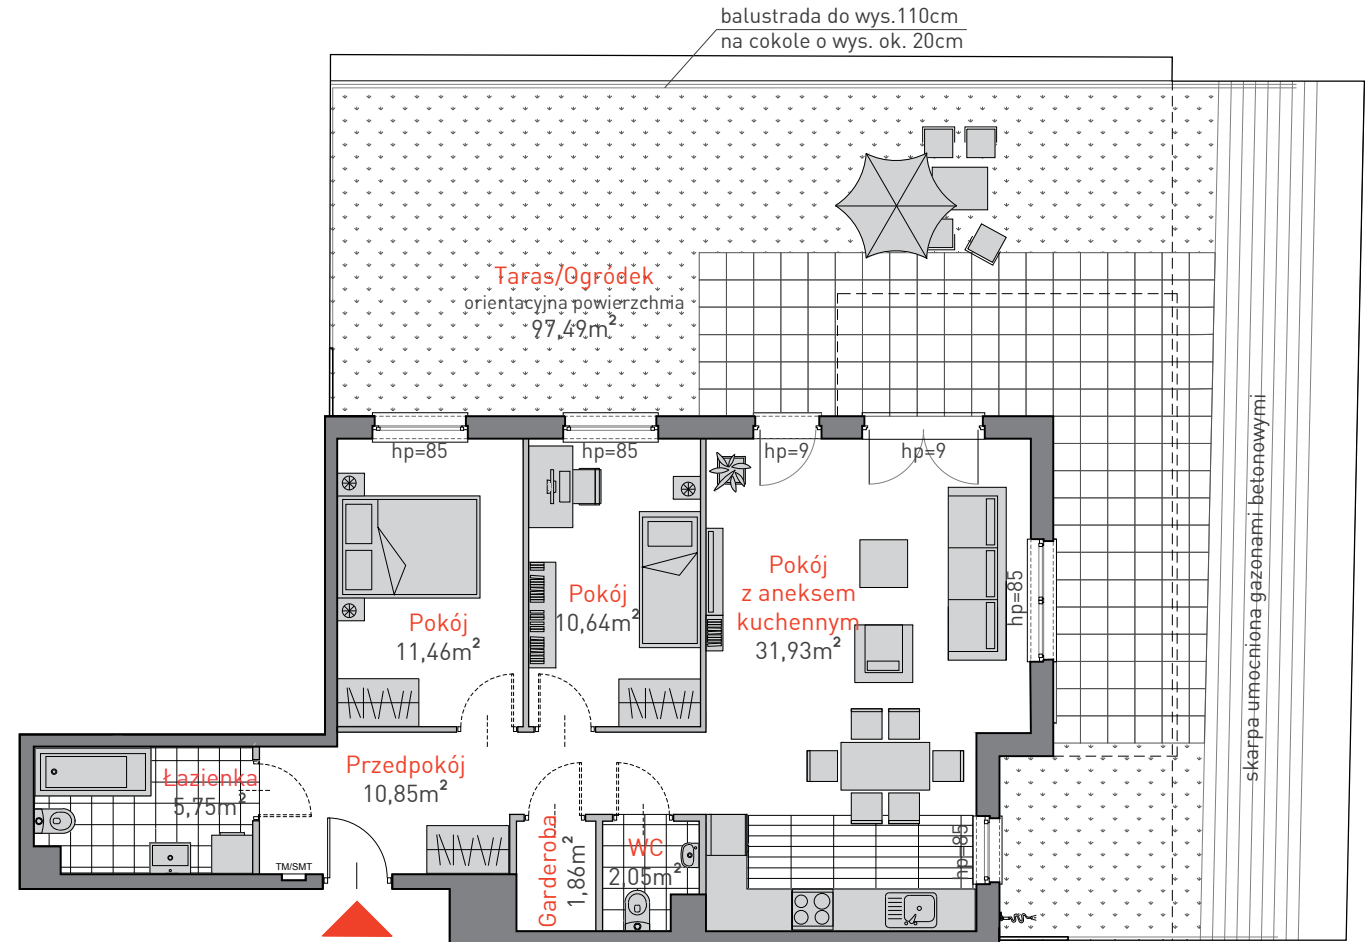 balustrada do wys.110cm
na cokole o wys. ok. 20cm
Taras/Ogródek
orientacyjna powierzchnia
97,49m²
skarpa umocniona gazonami betonowymi
hp=85
hp=85
hp=9
hp=9
hp=85
Pokój
11,46m²
Pokój
10,64m²
Pokój
z aneksem
kuchennym
31,93m²
Łazienka
5,75m²
Przedpokój
10,85m²
TM/SMT
Garderoba
1,86m²
WC
2,05m²
hp=85